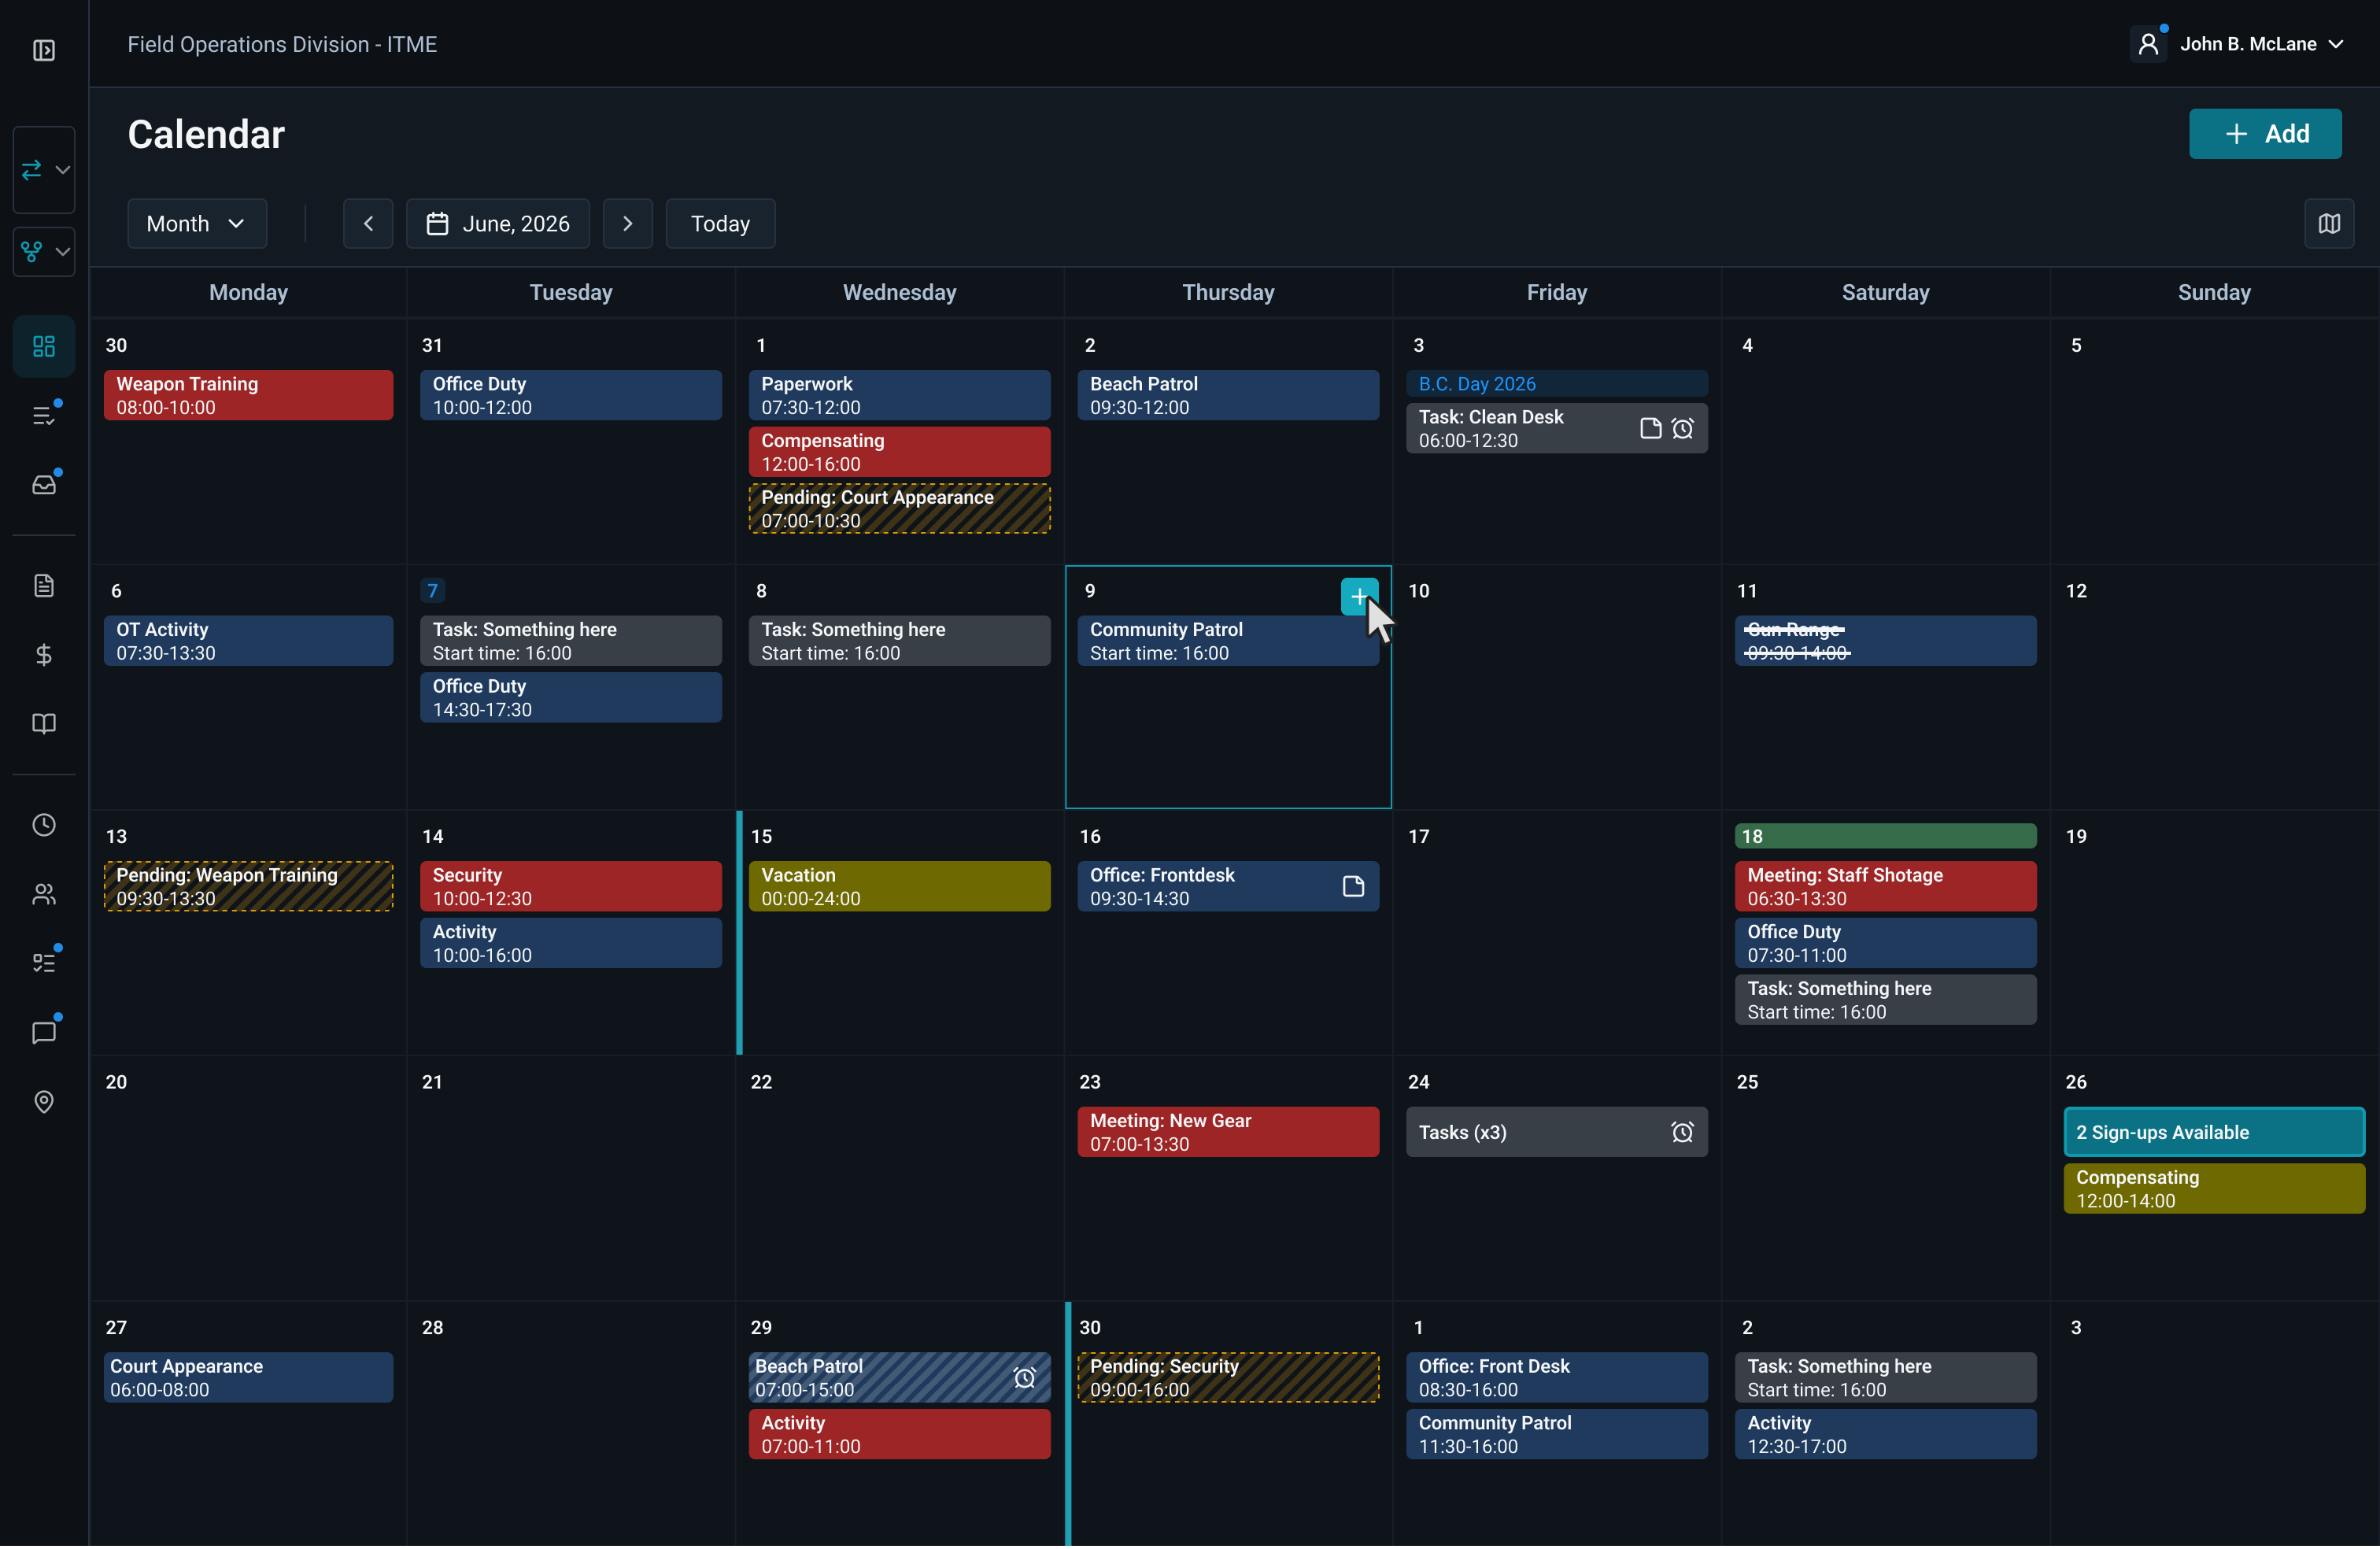 Field Operations Division - ITME
John B. McLane
Calendar
Add
Month
June, 2026
Today
Monday
Tuesday
Wednesday
Thursday
Friday
Saturday
Sunday
30
Weapon Training
08:00-10:00
31
Office Duty
10:00-12:00
1
Paperwork
07:30-12:00
Compensating
12:00-16:00
Pending: Court Appearance
07:00-10:30
2
Beach Patrol
09:30-12:00
3
B.C. Day 2026
Task: Clean Desk
06:00-12:30
4
5
6
OT Activity
07:30-13:30
7
Task: Something here
Start time: 16:00
Office Duty
14:30-17:30
8
Task: Something here
Start time: 16:00
9
Community Patrol
Start time: 16:00
10
11
Gun Range
09:30-14:00
12
13
Pending: Weapon Training
09:30-13:30
14
Security
10:00-12:30
Activity
10:00-16:00
15
Vacation
00:00-24:00
16
Office: Frontdesk
09:30-14:30
17
18
Meeting: Staff Shotage
06:30-13:30
Office Duty
07:30-11:00
Task: Something here
Start time: 16:00
19
20
21
22
23
Meeting: New Gear
07:00-13:30
24
Tasks (x3)
25
26
2 Sign-ups Available
Compensating
12:00-14:00
27
Court Appearance
06:00-08:00
28
29
Beach Patrol
07:00-15:00
Activity
07:00-11:00
30
Pending: Security
09:00-16:00
1
Office: Front Desk
08:30-16:00
Community Patrol
11:30-16:00
2
Task: Something here
Start time: 16:00
Activity
12:30-17:00
3